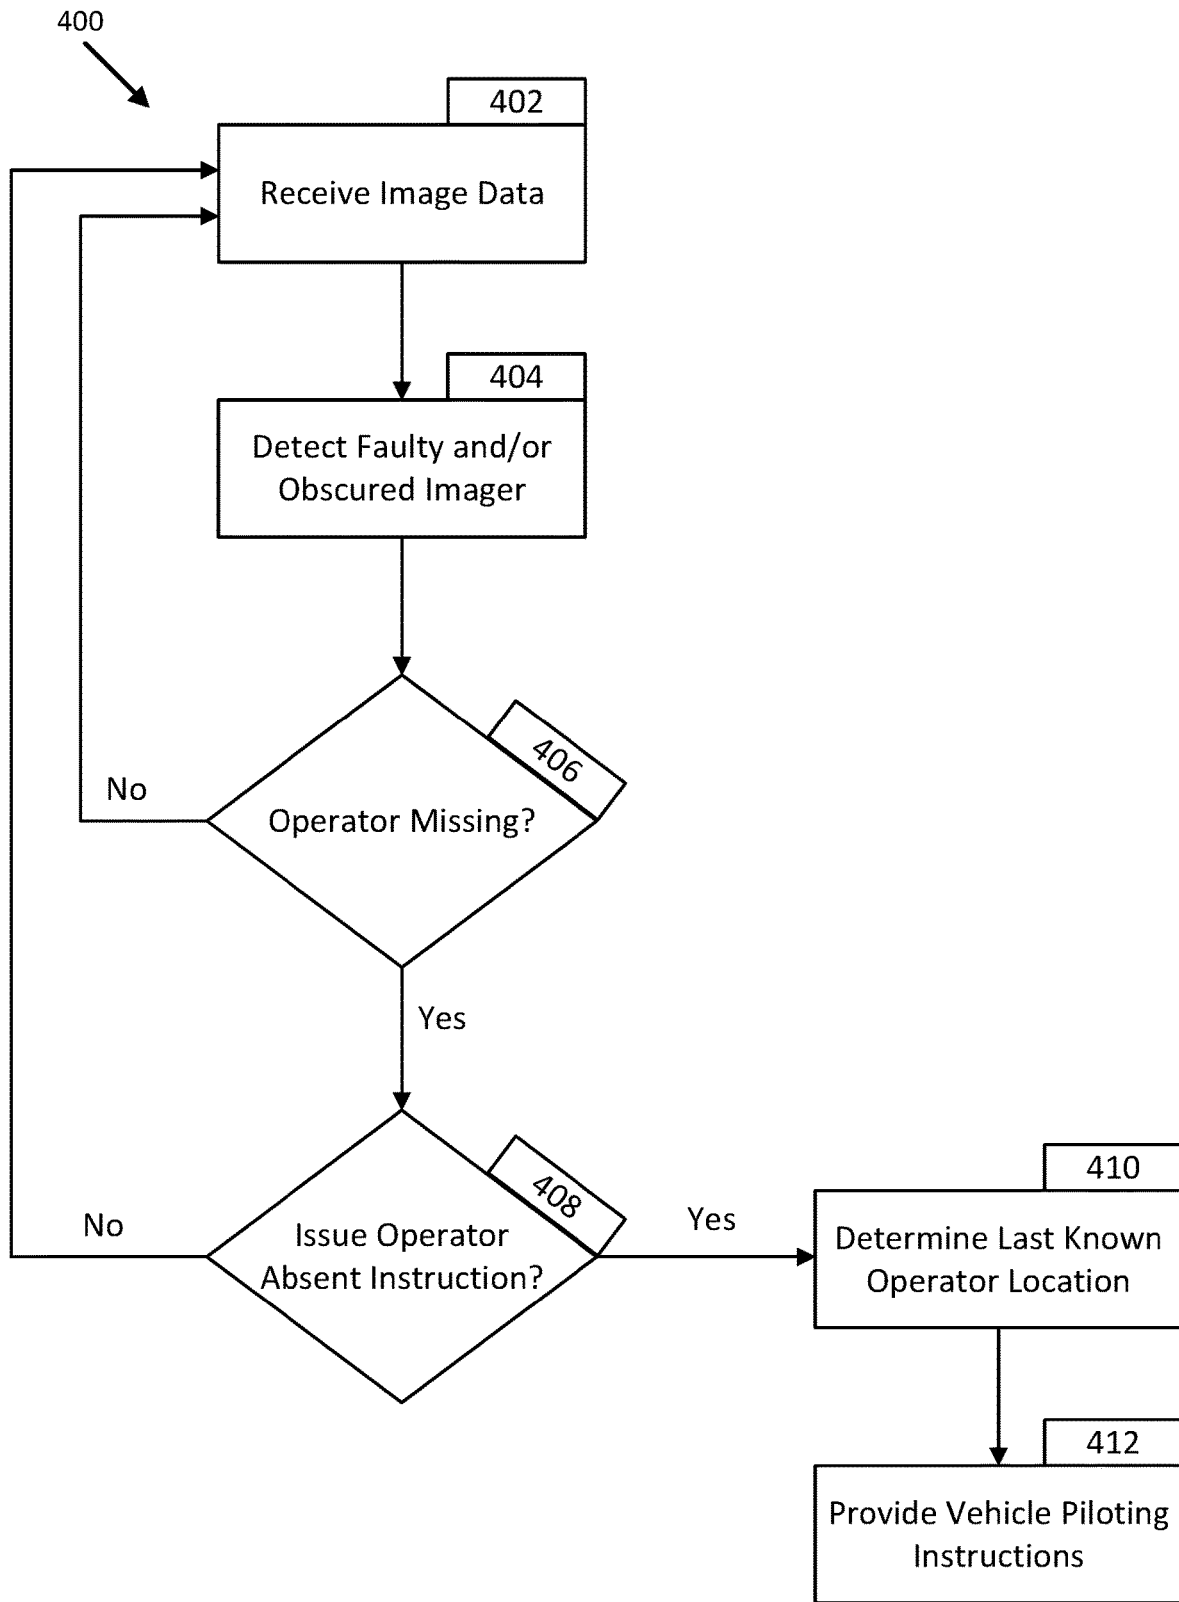 400
402
Receive Image Data
404
Detect Faulty and/or
Obscured Imager
406
No
Operator Missing?
Yes
408
No
Issue Operator
Absent Instruction?
Yes
410
Determine Last Known
Operator Location
412
Provide Vehicle Piloting
Instructions